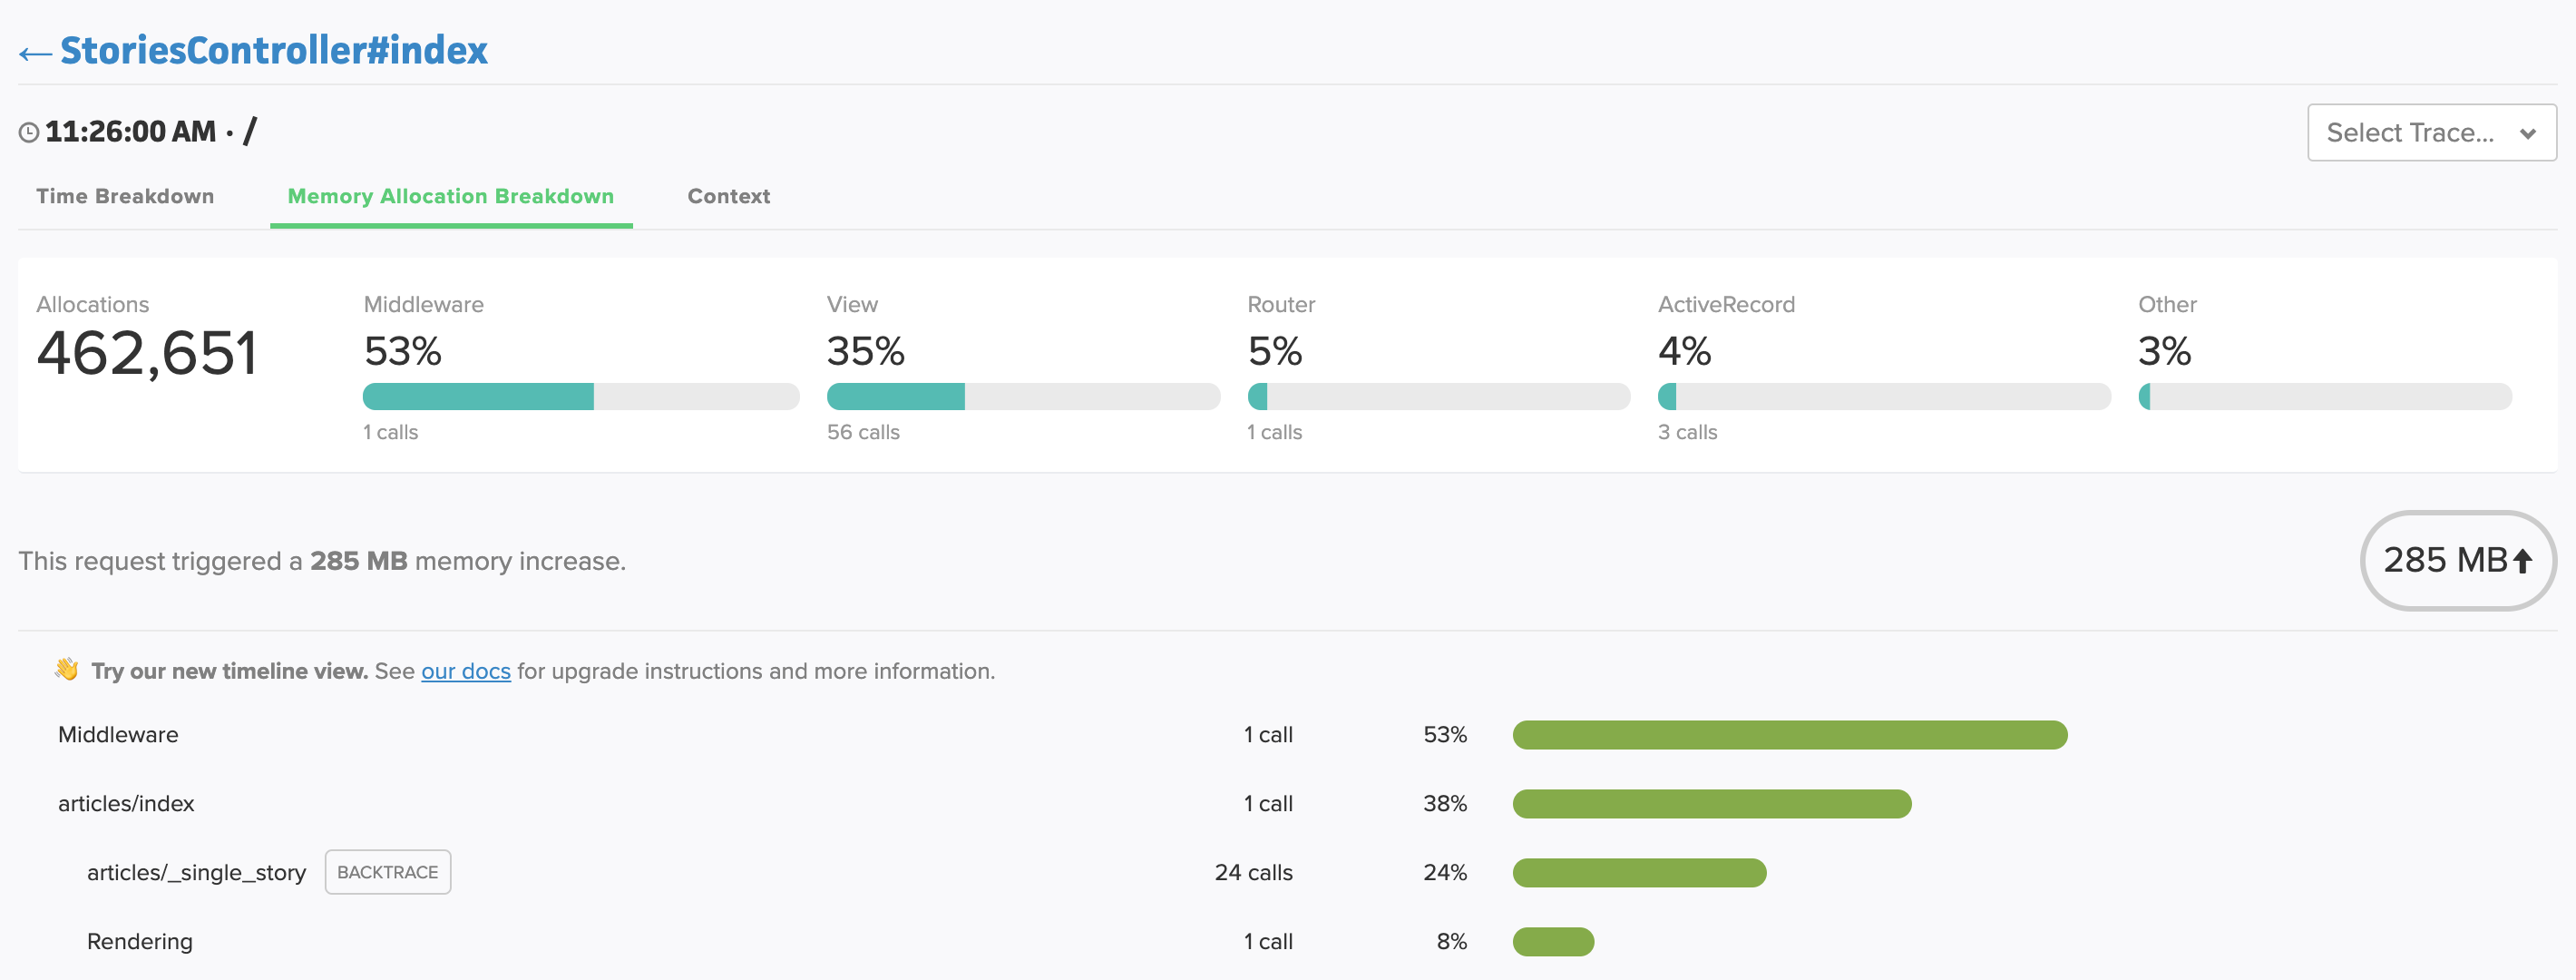 ← StoriesController#index
11:26:00 AM · /
Select Trace...
Time Breakdown Memory Allocation Breakdown Context
Allocations Middleware View Router ActiveRecord Other
462,651 53% 35% 5% 4% 3%
1 calls 56 calls 1 calls 3 calls
This request triggered a 285 MB memory increase. 285 MB↑
👋 Try our new timeline view. See our docs for upgrade instructions and more information.
Middleware 1 call 53%
articles/index 1 call 38%
articles/_single_story BACKTRACE 24 calls 24%
Rendering 1 call 8%